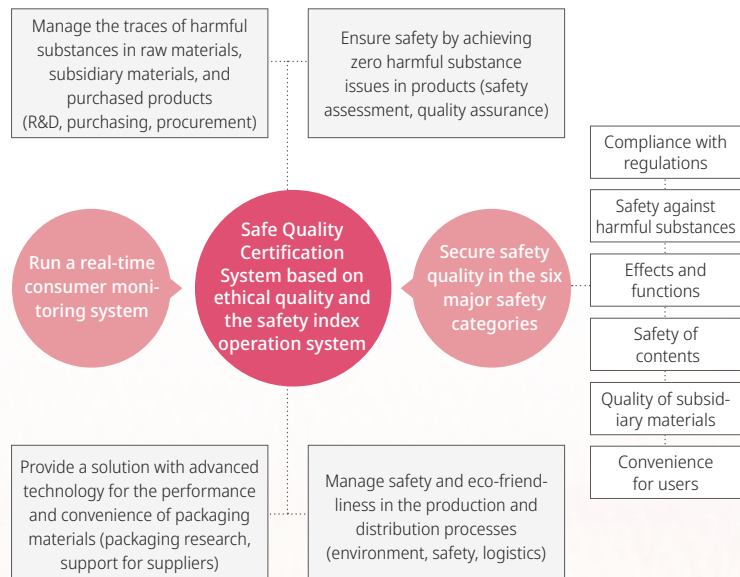 Manage the traces of harmful
substances in raw materials,
subsidiary materials, and
purchased products
(R&D, purchasing, procurement)
Ensure safety by achieving
zero harmful substance
issues in products (safety
assessment, quality assurance)
Run a real-time
consumer moni-
toring system
Safe Quality
Certification
System based on
ethical quality and
the safety index
operation system
Secure safety
quality in the six
major safety
categories
Compliance with
regulations
Safety against
harmful substances
Effects and
functions
Safety of
contents
Quality of subsid-
iary materials
Convenience
for users
Provide a solution with advanced
technology for the performance
and convenience of packaging
materials (packaging research,
support for suppliers)
Manage safety and eco-friend-
liness in the production and
distribution processes
(environment, safety, logistics)